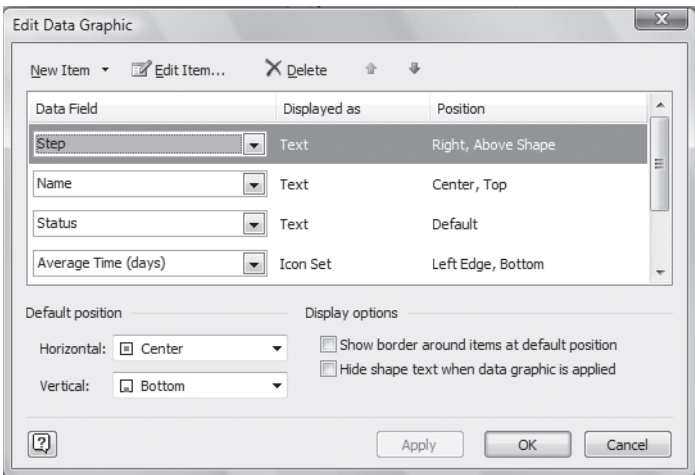 Edit Data Graphic
New Item Edit Item... Delete
Data Field Displayed as Position
Step Text Right, Above Shape
Name Text Center, Top
Status Text Default
Average Time (days) Icon Set Left Edge, Bottom
Default position Display options
Horizontal: Center Show border around items at default position
Vertical: Bottom Hide shape text when data graphic is applied
? Apply OK Cancel